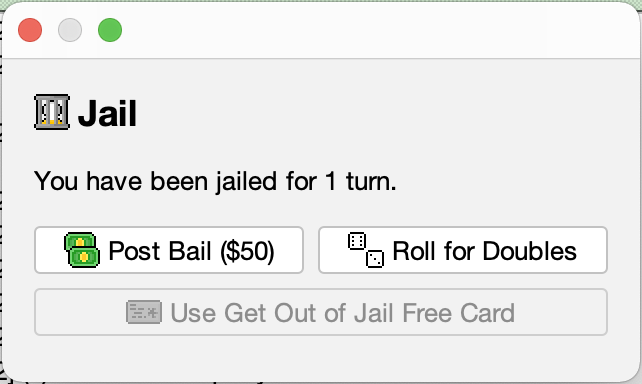 Jail
You have been jailed for 1 turn.
Post Bail ($50) Roll for Doubles
Use Get Out of Jail Free Card